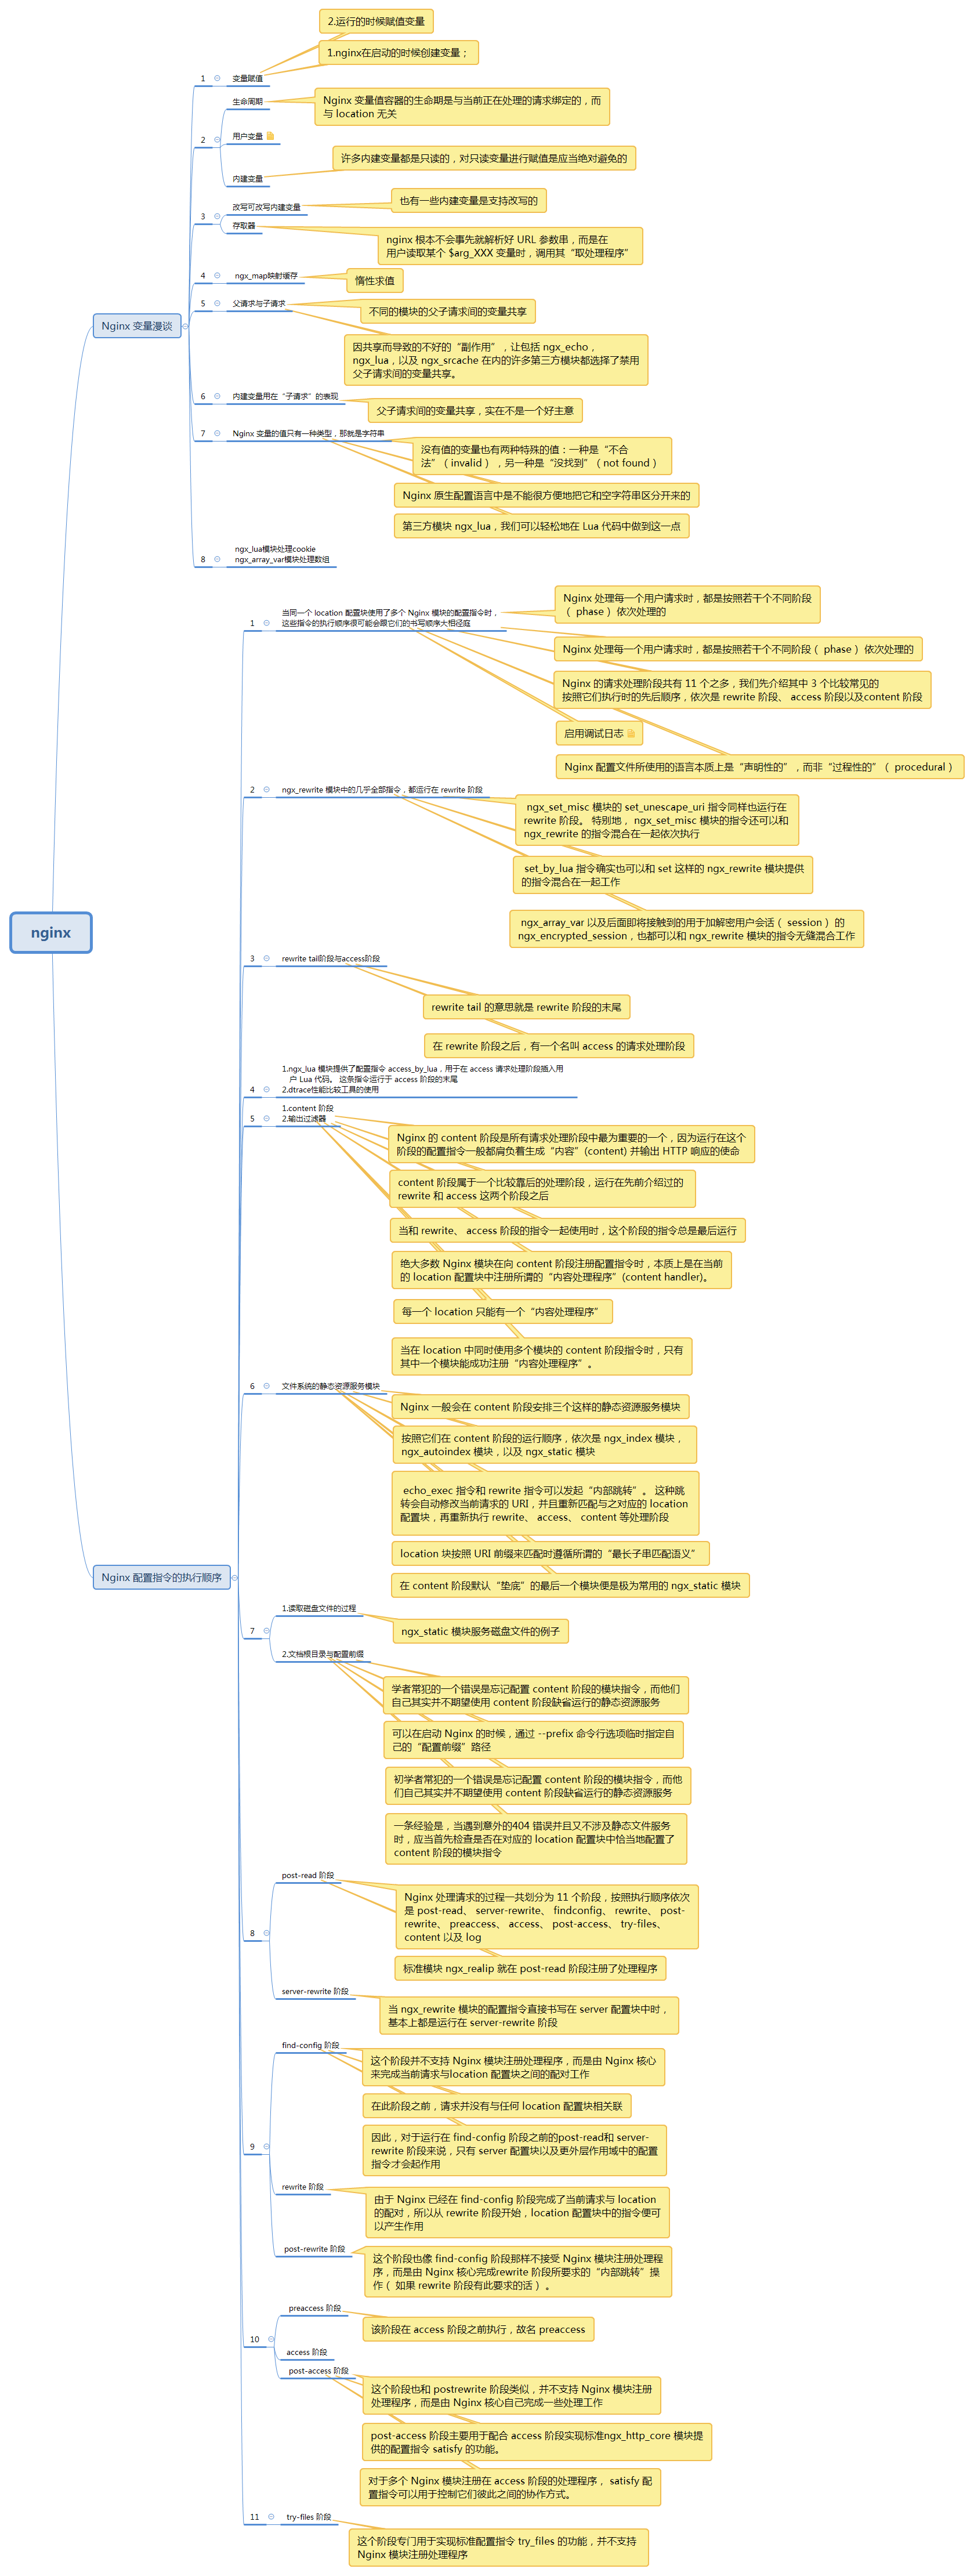 2.运行的时候赋值变量
1.nginx在启动的时候创建变量；
1
变量赋值
生命周期
Nginx 变量值容器的生命期是与当前正在处理的请求绑定的，而
与 location 无关
2
用户变量
许多内建变量都是只读的，对只读变量进行赋值是应当绝对避免的
内建变量
也有一些内建变量是支持改写的
改写可改写内建变量
3
存取器
nginx 根本不会事先就解析好 URL 参数串，而是在
用户读取某个 $arg_XXX 变量时，调用其“取处理程序”
4
ngx_map映射缓存
惰性求值
5
父请求与子请求
不同的模块的父子请求间的变量共享
Nginx 变量漫谈
因共享而导致的不好的“副作用”，让包括 ngx_echo，
ngx_lua，以及 ngx_srcache 在内的许多第三方模块都选择了禁用
父子请求间的变量共享。
6
内建变量用在“子请求”的表现
父子请求间的变量共享，实在不是一个好主意
7
Nginx 变量的值只有一种类型，那就是字符串
没有值的变量也有两种特殊的值：一种是“不合
法”（ invalid ），另一种是“没找到”（ not found ）
Nginx 原生配置语言中是不能很方便地把它和空字符串区分开来的
第三方模块 ngx_lua，我们可以轻松地在 Lua 代码中做到这一点
ngx_lua模块处理cookie
8
ngx_array_var模块处理数组
Nginx 处理每一个用户请求时，都是按照若干个不同阶段
（ phase ） 依次处理的
当同一个 location 配置块使用了多个 Nginx 模块的配置指令时，
1
这些指令的执行顺序很可能会跟它们的书写顺序大相径庭
Nginx 处理每一个用户请求时，都是按照若干个不同阶段（ phase ） 依次处理的
Nginx 的请求处理阶段共有 11 个之多，我们先介绍其中 3 个比较常见的
按照它们执行时的先后顺序，依次是 rewrite 阶段、 access 阶段以及content 阶段
启用调试日志
Nginx 配置文件所使用的语言本质上是“声明性的”，而非“过程性的”（ procedural ）
2
ngx_rewrite 模块中的几乎全部指令，都运行在 rewrite 阶段
ngx_set_misc 模块的 set_unescape_uri 指令同样也运行在
rewrite 阶段。 特别地， ngx_set_misc 模块的指令还可以和
ngx_rewrite 的指令混合在一起依次执行
set_by_lua 指令确实也可以和 set 这样的 ngx_rewrite 模块提供
的指令混合在一起工作
nginx
ngx_array_var 以及后面即将接触到的用于加解密用户会话（ session ） 的
ngx_encrypted_session，也都可以和 ngx_rewrite 模块的指令无缝混合工作
3
rewrite tail阶段与access阶段
rewrite tail 的意思就是 rewrite 阶段的末尾
在 rewrite 阶段之后，有一个名叫 access 的请求处理阶段
1.ngx_lua 模块提供了配置指令 access_by_lua，用于在 access 请求处理阶段插入用
户 Lua 代码。 这条指令运行于 access 阶段的末尾
4
2.dtrace性能比较工具的使用
1.content 阶段
5
2.输出过滤器
Nginx 的 content 阶段是所有请求处理阶段中最为重要的一个，因为运行在这个
阶段的配置指令一般都肩负着生成“内容”(content) 并输出 HTTP 响应的使命
content 阶段属于一个比较靠后的处理阶段，运行在先前介绍过的
rewrite 和 access 这两个阶段之后
当和 rewrite、 access 阶段的指令一起使用时，这个阶段的指令总是最后运行
绝大多数 Nginx 模块在向 content 阶段注册配置指令时，本质上是在当前
的 location 配置块中注册所谓的“内容处理程序”(content handler)。
每一个 location 只能有一个“内容处理程序”
当在 location 中同时使用多个模块的 content 阶段指令时，只有
其中一个模块能成功注册“内容处理程序”。
6
文件系统的静态资源服务模块
Nginx 一般会在 content 阶段安排三个这样的静态资源服务模块
按照它们在 content 阶段的运行顺序，依次是 ngx_index 模块，
ngx_autoindex 模块，以及 ngx_static 模块
echo_exec 指令和 rewrite 指令可以发起“内部跳转”。 这种跳
转会自动修改当前请求的 URI，并且重新匹配与之对应的 location
配置块，再重新执行 rewrite、 access、 content 等处理阶段
location 块按照 URI 前缀来匹配时遵循所谓的“最长子串匹配语义”
Nginx 配置指令的执行顺序
在 content 阶段默认“垫底”的最后一个模块便是极为常用的 ngx_static 模块
1.读取磁盘文件的过程
7
ngx_static 模块服务磁盘文件的例子
2.文档根目录与配置前缀
学者常犯的一个错误是忘记配置 content 阶段的模块指令，而他们
自己其实并不期望使用 content 阶段缺省运行的静态资源服务
可以在启动 Nginx 的时候，通过 --prefix 命令行选项临时指定自
己的“配置前缀”路径
初学者常犯的一个错误是忘记配置 content 阶段的模块指令，而他
们自己其实并不期望使用 content 阶段缺省运行的静态资源服务
一条经验是，当遇到意外的404 错误并且又不涉及静态文件服务
时，应当首先检查是否在对应的 location 配置块中恰当地配置了
content 阶段的模块指令
post-read 阶段
Nginx 处理请求的过程一共划分为 11 个阶段，按照执行顺序依次
是 post-read、 server-rewrite、 findconfig、 rewrite、 post-
rewrite、 preaccess、 access、 post-access、 try-files、
content 以及 log
8
标准模块 ngx_realip 就在 post-read 阶段注册了处理程序
server-rewrite 阶段
当 ngx_rewrite 模块的配置指令直接书写在 server 配置块中时，
基本上都是运行在 server-rewrite 阶段
find-config 阶段
这个阶段并不支持 Nginx 模块注册处理程序，而是由 Nginx 核心
来完成当前请求与location 配置块之间的配对工作
在此阶段之前，请求并没有与任何 location 配置块相关联
因此，对于运行在 find-config 阶段之前的post-read和 server-
rewrite 阶段来说，只有 server 配置块以及更外层作用域中的配置
指令才会起作用
9
rewrite 阶段
由于 Nginx 已经在 find-config 阶段完成了当前请求与 location
的配对，所以从 rewrite 阶段开始，location 配置块中的指令便可
以产生作用
post-rewrite 阶段
这个阶段也像 find-config 阶段那样不接受 Nginx 模块注册处理程
序，而是由 Nginx 核心完成rewrite 阶段所要求的“内部跳转”操
作（ 如果 rewrite 阶段有此要求的话 ） 。
preaccess 阶段
该阶段在 access 阶段之前执行，故名 preaccess
10
access 阶段
post-access 阶段
这个阶段也和 postrewrite 阶段类似，并不支持 Nginx 模块注册
处理程序，而是由 Nginx 核心自己完成一些处理工作
post-access 阶段主要用于配合 access 阶段实现标准ngx_http_core 模块提
供的配置指令 satisfy 的功能。
对于多个 Nginx 模块注册在 access 阶段的处理程序， satisfy 配
置指令可以用于控制它们彼此之间的协作方式。
11
try-files 阶段
这个阶段专门用于实现标准配置指令 try_files 的功能，并不支持
Nginx 模块注册处理程序